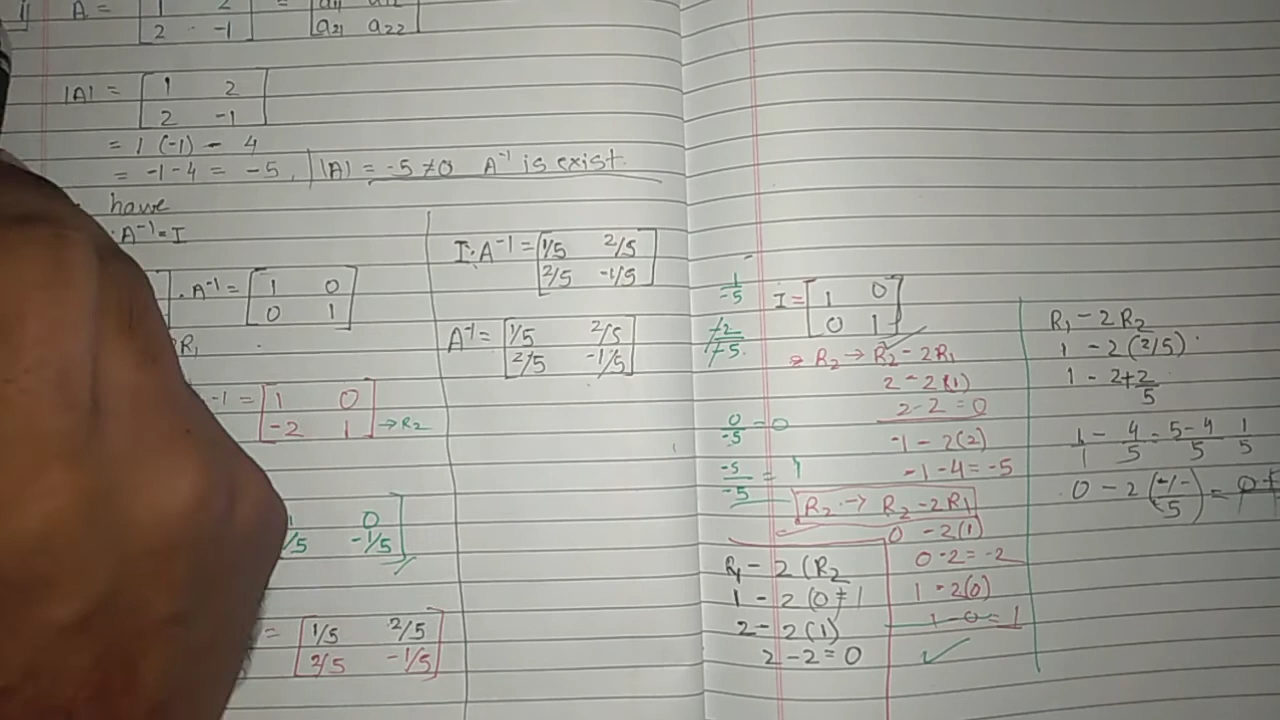 A = [1 2 = [a11 a12
2 -1] a21 a22]
|A| = [1 2
2 -1]
= 1 (-1) - 4
= -1-4 = -5, |A| = -5 ≠ 0 A⁻¹ is exist.
have
A⁻¹ = I
. A⁻¹ = [1 0
0 1]
R1
-1 = [1 0
-2 1] → R2
0
/5 -1/5]
= [1/5 2/5
2/5 -1/5]
I. A⁻¹ = [1/5 2/5
2/5 -1/5]
A⁻¹ = [1/5 2/5
2/5 -1/5]
1/-5
-2/-5
0/-5 = 0
-5/-5 = 1
I = [1 0
0 1]
R2 → R2 - 2R1
2 - 2(1)
2-2 = 0
-1 - 2(2)
-1-4 = -5
R2 → R2 - 2R1
0 - 2(1)
0-2 = -2
1 - 2(0)
1-0 = 1
R1 - 2(R2
1 - 2(0 = 1
2 - 2(1)
2-2 = 0
R1 - 2R2
1 - 2(2/5)
1 - 2+2/5
1/1 - 4/5 = 5-4/5 1/5
0 - 2(-1/5) = 0+